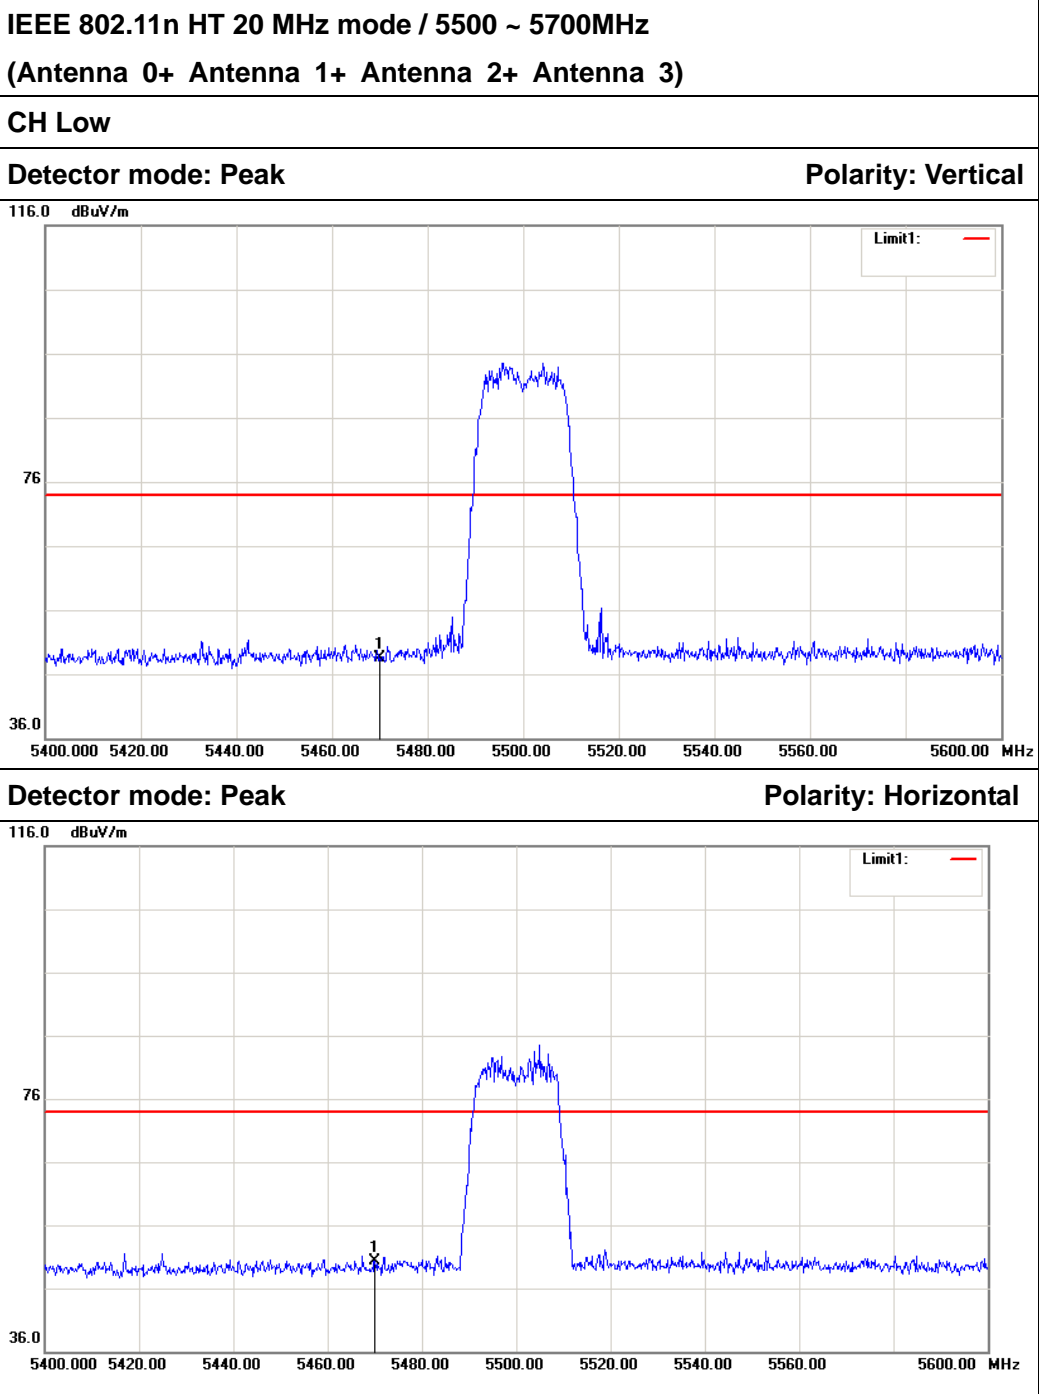 IEEE 802.11n HT 20 MHz mode / 5500 ~ 5700MHz
(Antenna 0+ Antenna 1+ Antenna 2+ Antenna 3)
CH Low
Detector mode: Peak Polarity: Vertical
116.0 dBuV/m
Limit1:
76
1
36.0
5400.000 5420.00 5440.00 5460.00 5480.00 5500.00 5520.00 5540.00 5560.00 5600.00 MHz
Detector mode: Peak Polarity: Horizontal
116.0 dBuV/m
Limit1:
76
1
36.0
5400.000 5420.00 5440.00 5460.00 5480.00 5500.00 5520.00 5540.00 5560.00 5600.00 MHz